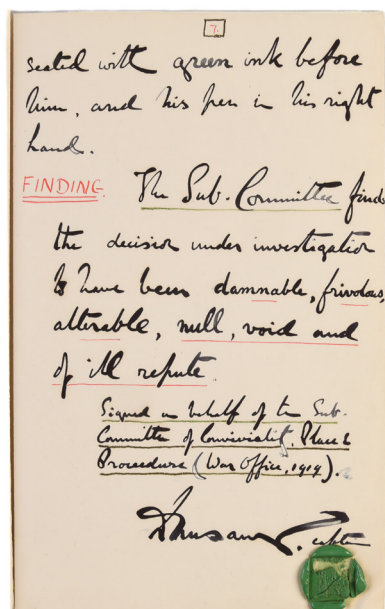 7.
seated with green ink before
him, and his pen in his right
hand.
FINDING. The Sub-Committee finds
the decision under investigation
to have been damnable, frivolous,
alterable, null, void and
of ill repute.
Signed on behalf of the Sub-
Committee of Conviviality, Place &
Procedure (War Office, 1919).